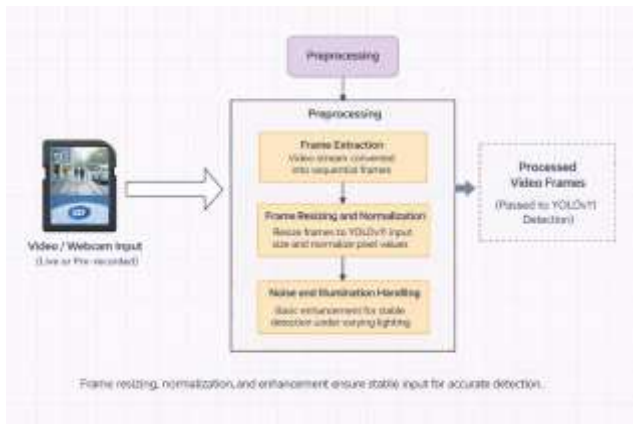 Preprocessing
Preprocessing
Frame Extraction
Video stream converted
into sequential frames
Frame Resizing and Normalization
Resize frames to YOLOv11 input
size and normalize pixel values
Noise and Illumination Handling
Basic enhancement for stable
detection under varying lighting
Video / Webcam Input
(Live or Pre-recorded)
Processed
Video Frames
(Passed to YOLOv11
Detection)
Frame resizing, normalization, and enhancement ensure stable input for accurate detection.